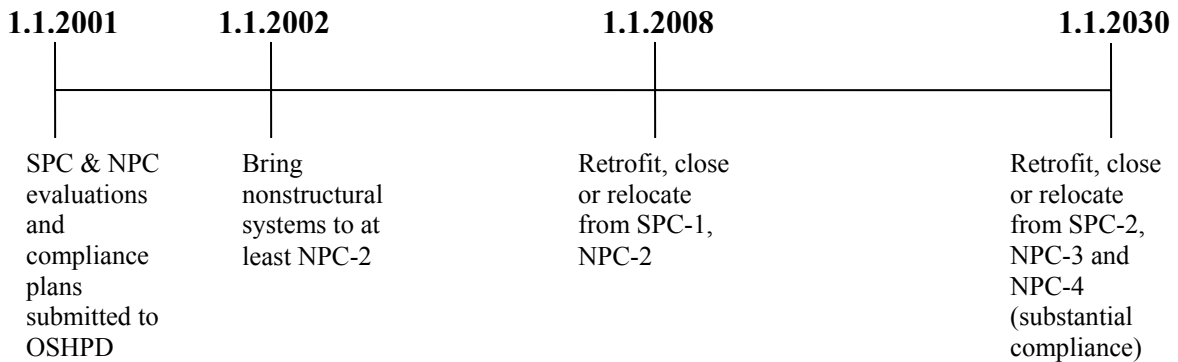 1.1.2001
1.1.2002
1.1.2008
1.1.2030
SPC & NPC
evaluations
and
compliance
plans
submitted to
OSHPD
Bring
nonstructural
systems to at
least NPC-2
Retrofit, close
or relocate
from SPC-1,
NPC-2
Retrofit, close
or relocate
from SPC-2,
NPC-3 and
NPC-4
(substantial
compliance)